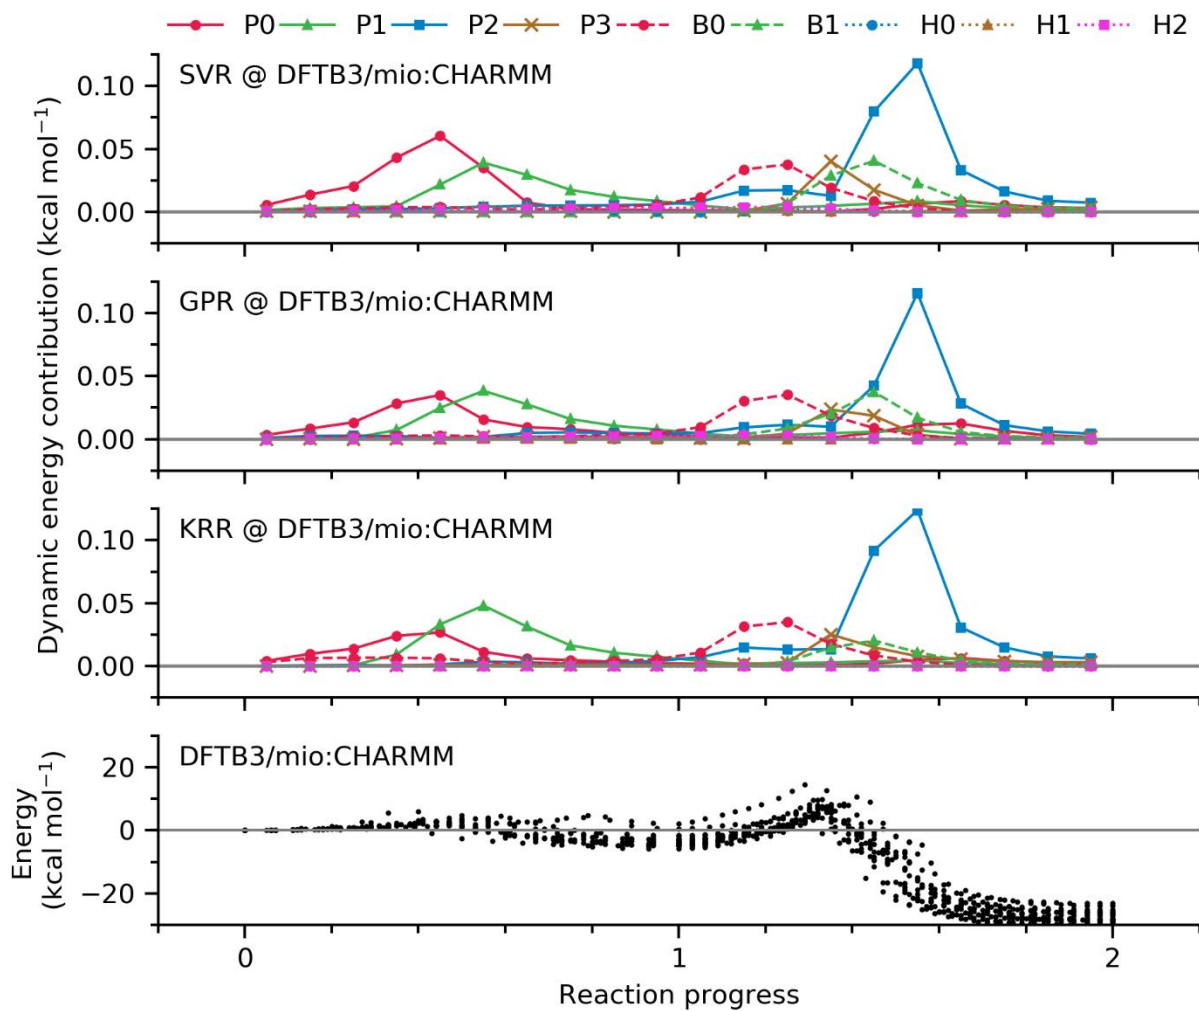 P0 P1 P2 P3 B0 B1 H0 H1 H2
SVR @ DFTB3/mio:CHARMM
0.10
0.05
0.00
GPR @ DFTB3/mio:CHARMM
0.10
0.05
0.00
KRR @ DFTB3/mio:CHARMM
0.10
0.05
0.00
Dynamic energy contribution (kcal mol⁻¹)
DFTB3/mio:CHARMM
20
0
−20
Energy
(kcal mol⁻¹)
0 1 2
Reaction progress